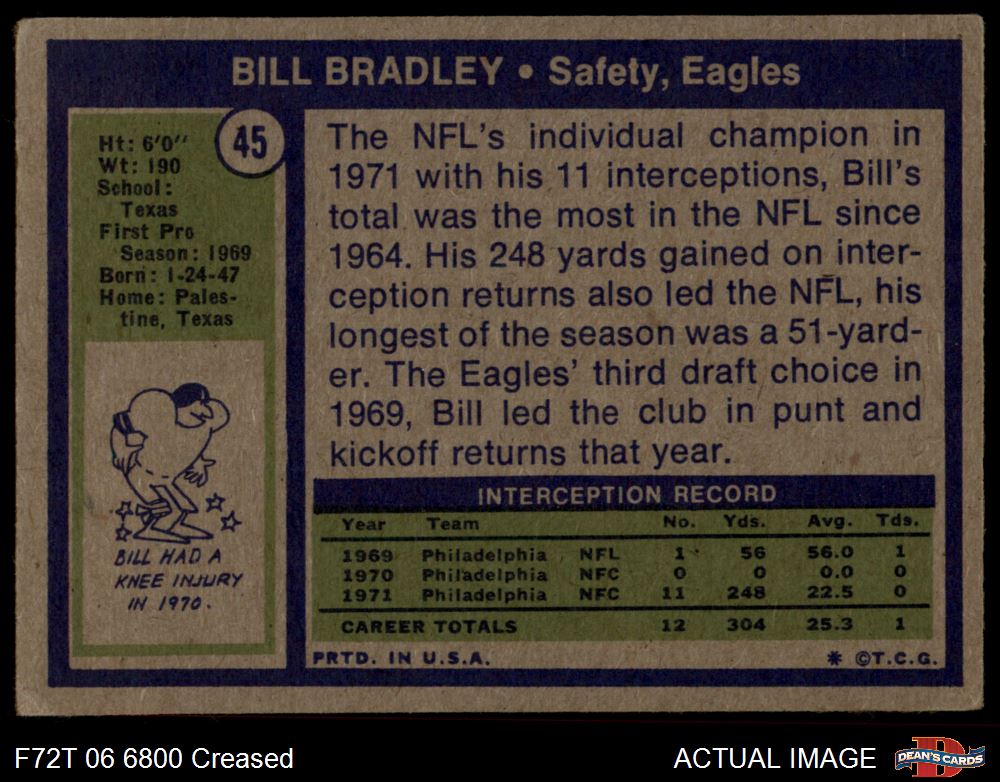 BILL BRADLEY • Safety, Eagles
45
Ht: 6'0"
Wt: 190
School:
Texas
First Pro
Season: 1969
Born: 1-24-47
Home: Pales-
tine, Texas
BILL HAD A
KNEE INJURY
IN 1970.
The NFL's individual champion in
1971 with his 11 interceptions, Bill's
total was the most in the NFL since
1964. His 248 yards gained on inter-
ception returns also led the NFL, his
longest of the season was a 51-yard-
er. The Eagles' third draft choice in
1969, Bill led the club in punt and
kickoff returns that year.
INTERCEPTION RECORD
Year Team No. Yds. Avg. Tds.
1969 Philadelphia NFL 1 56 56.0 1
1970 Philadelphia NFC 0 0 0.0 0
1971 Philadelphia NFC 11 248 22.5 0
CAREER TOTALS 12 304 25.3 1
PRTD. IN U.S.A. * ©T.C.G.
F72T 06 6800 Creased
ACTUAL IMAGE
D
DEAN'S CARDS